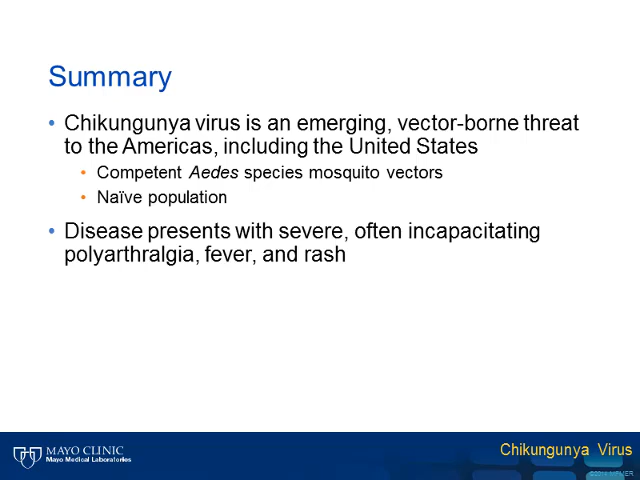 Summary
• Chikungunya virus is an emerging, vector-borne threat
to the Americas, including the United States
• Competent Aedes species mosquito vectors
• Naïve population
• Disease presents with severe, often incapacitating
polyarthralgia, fever, and rash
MAYO CLINIC
Mayo Medical Laboratories
Chikungunya Virus